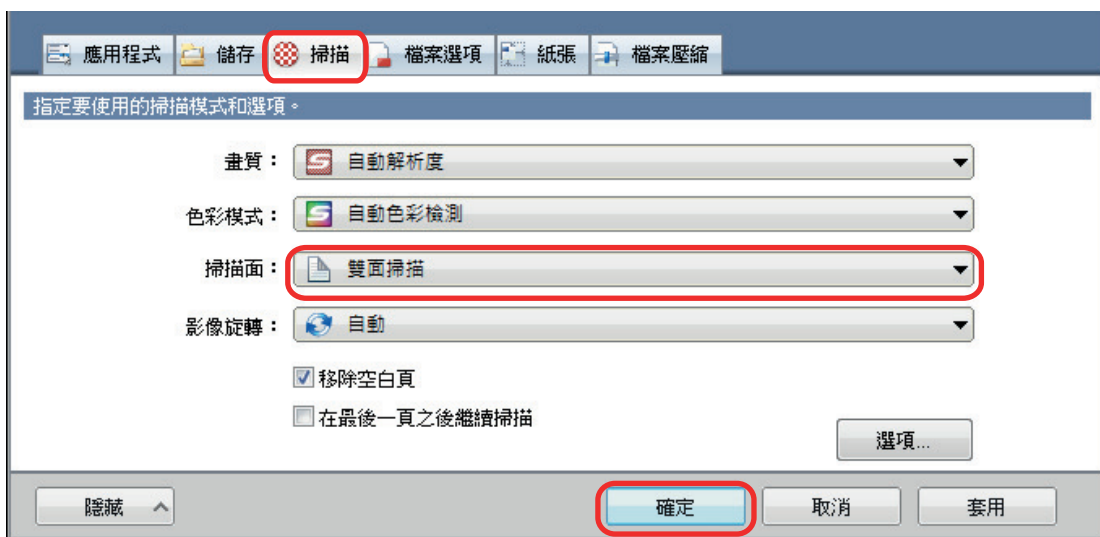 應用程式 儲存 掃描 檔案選項 紙張 檔案壓縮
指定要使用的掃描模式和選項。
畫質： 自動解析度
色彩模式： 自動色彩檢測
掃描面： 雙面掃描
影像旋轉： 自動
移除空白頁
在最後一頁之後繼續掃描
選項...
隱藏 確定 取消 套用